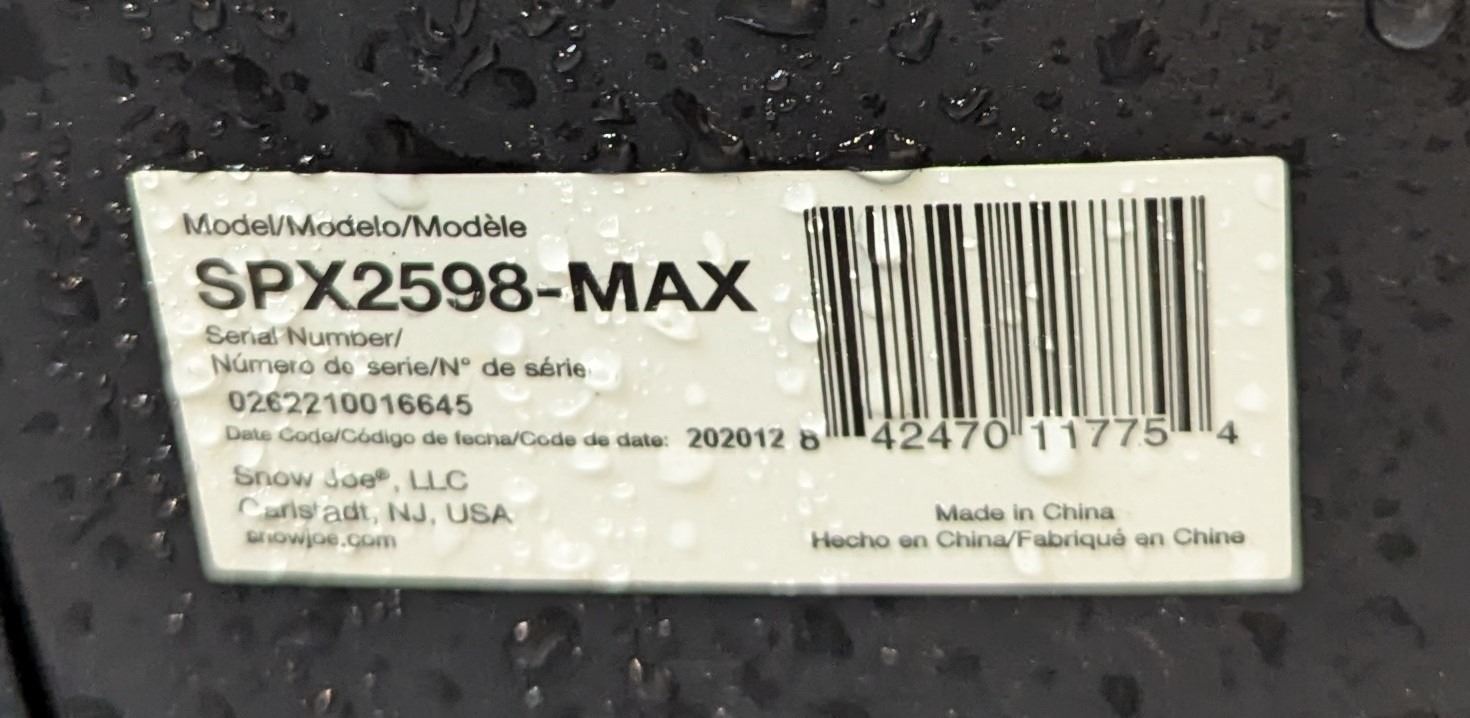 Model/Modelo/Modèle
SPX2598-MAX
Serial Number/
Número de serie/N° de série
0262210016645
Date Code/Código de fecha/Code de date: 202012
Snow Joe®, LLC
Carlstadt, NJ, USA
snowjoe.com
8 42470 11775 4
Made in China
Hecho en China/Fabriqué en Chine